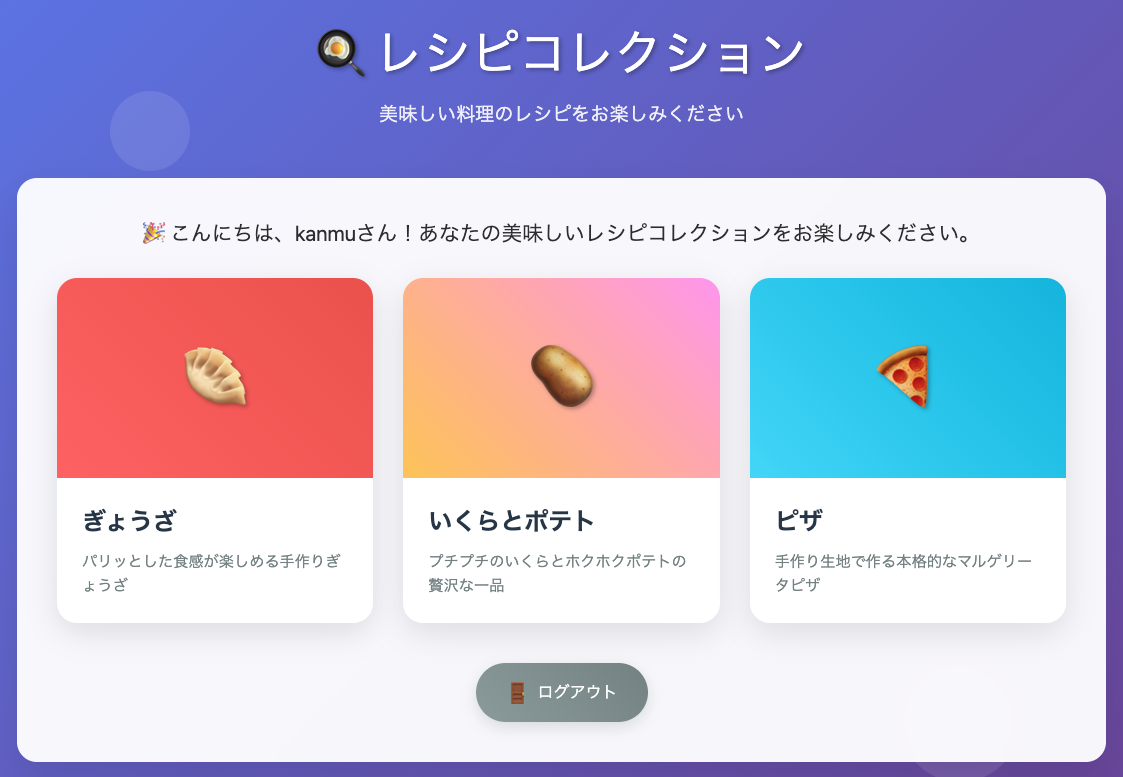 レシピコレクション
美味しい料理のレシピをお楽しみください
こんにちは、kanmuさん！あなたの美味しいレシピコレクションをお楽しみください。
ぎょうざ
パリッとした食感が楽しめる手作りぎ
ょうざ
いくらとポテト
プチプチのいくらとホクホクポテトの
贅沢な一品
ピザ
手作り生地で作る本格的なマルゲリー
タピザ
ログアウト